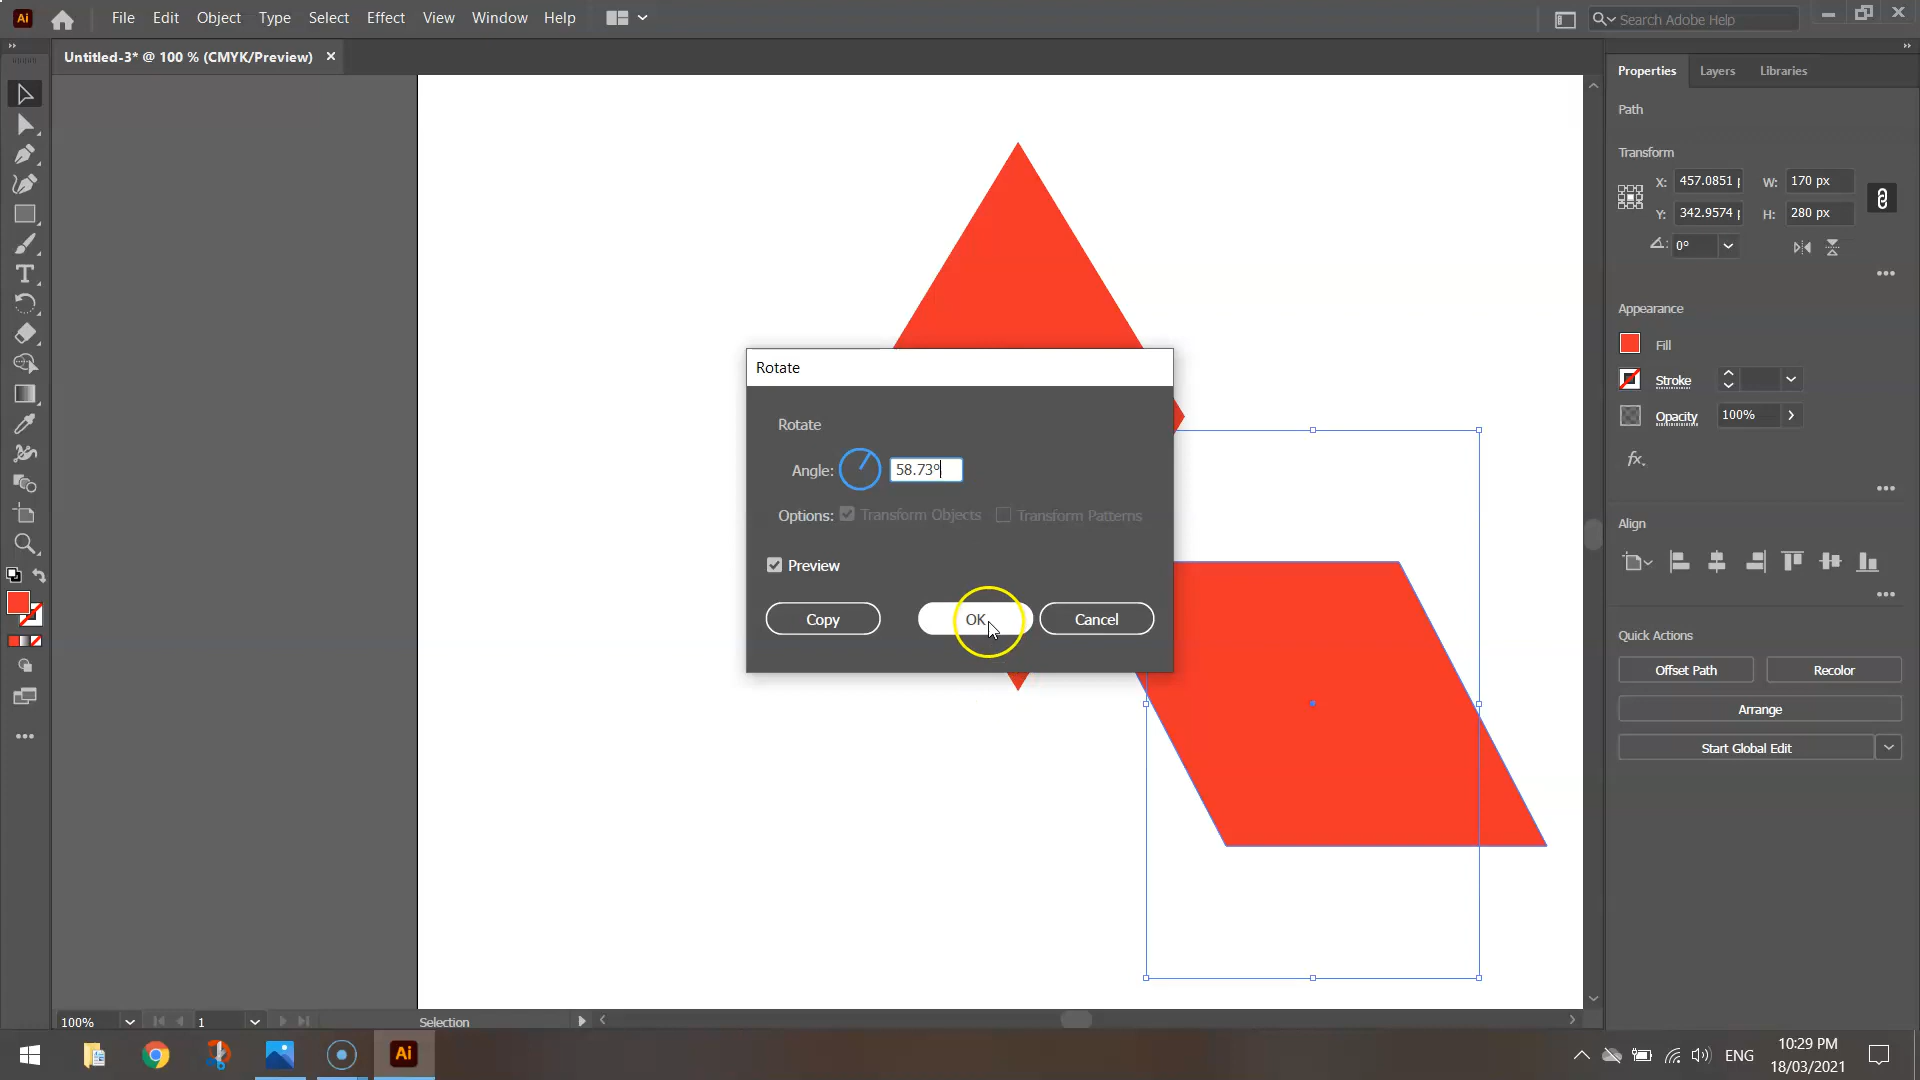 Ai File Edit Object Type Select Effect View Window Help Search Adobe Help
Untitled-3* @ 100 % (CMYK/Preview)
Properties Layers Libraries
Path
Transform
X: 457.0851 W: 170 px
Y: 342.9574 H: 280 px
0°
Appearance
Fill
Stroke
Opacity 100%
fx.
Align
Quick Actions
Offset Path Recolor
Arrange
Start Global Edit
Rotate
Rotate
Angle: 58.73°
Options: Transform Objects Transform Patterns
Preview
Copy OK Cancel
100% 1 Selection
Ai ENG 10:29 PM
18/03/2021